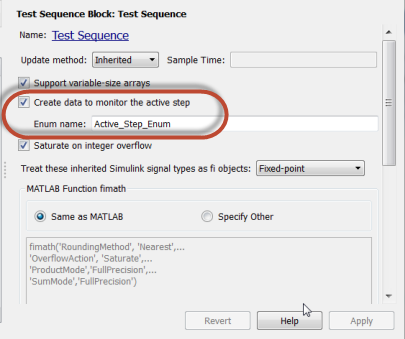 Test Sequence Block: Test Sequence
Name: Test Sequence
Update method: Inherited Sample Time:
Support variable-size arrays
Create data to monitor the active step
Enum name: Active_Step_Enum
Saturate on integer overflow
Treat these inherited Simulink signal types as fi objects: Fixed-point
MATLAB Function fimath
Same as MATLAB Specify Other
fimath('RoundingMethod', 'Nearest',...
'OverflowAction', 'Saturate',...
'ProductMode','FullPrecision',...
'SumMode','FullPrecision')
Revert Help Apply